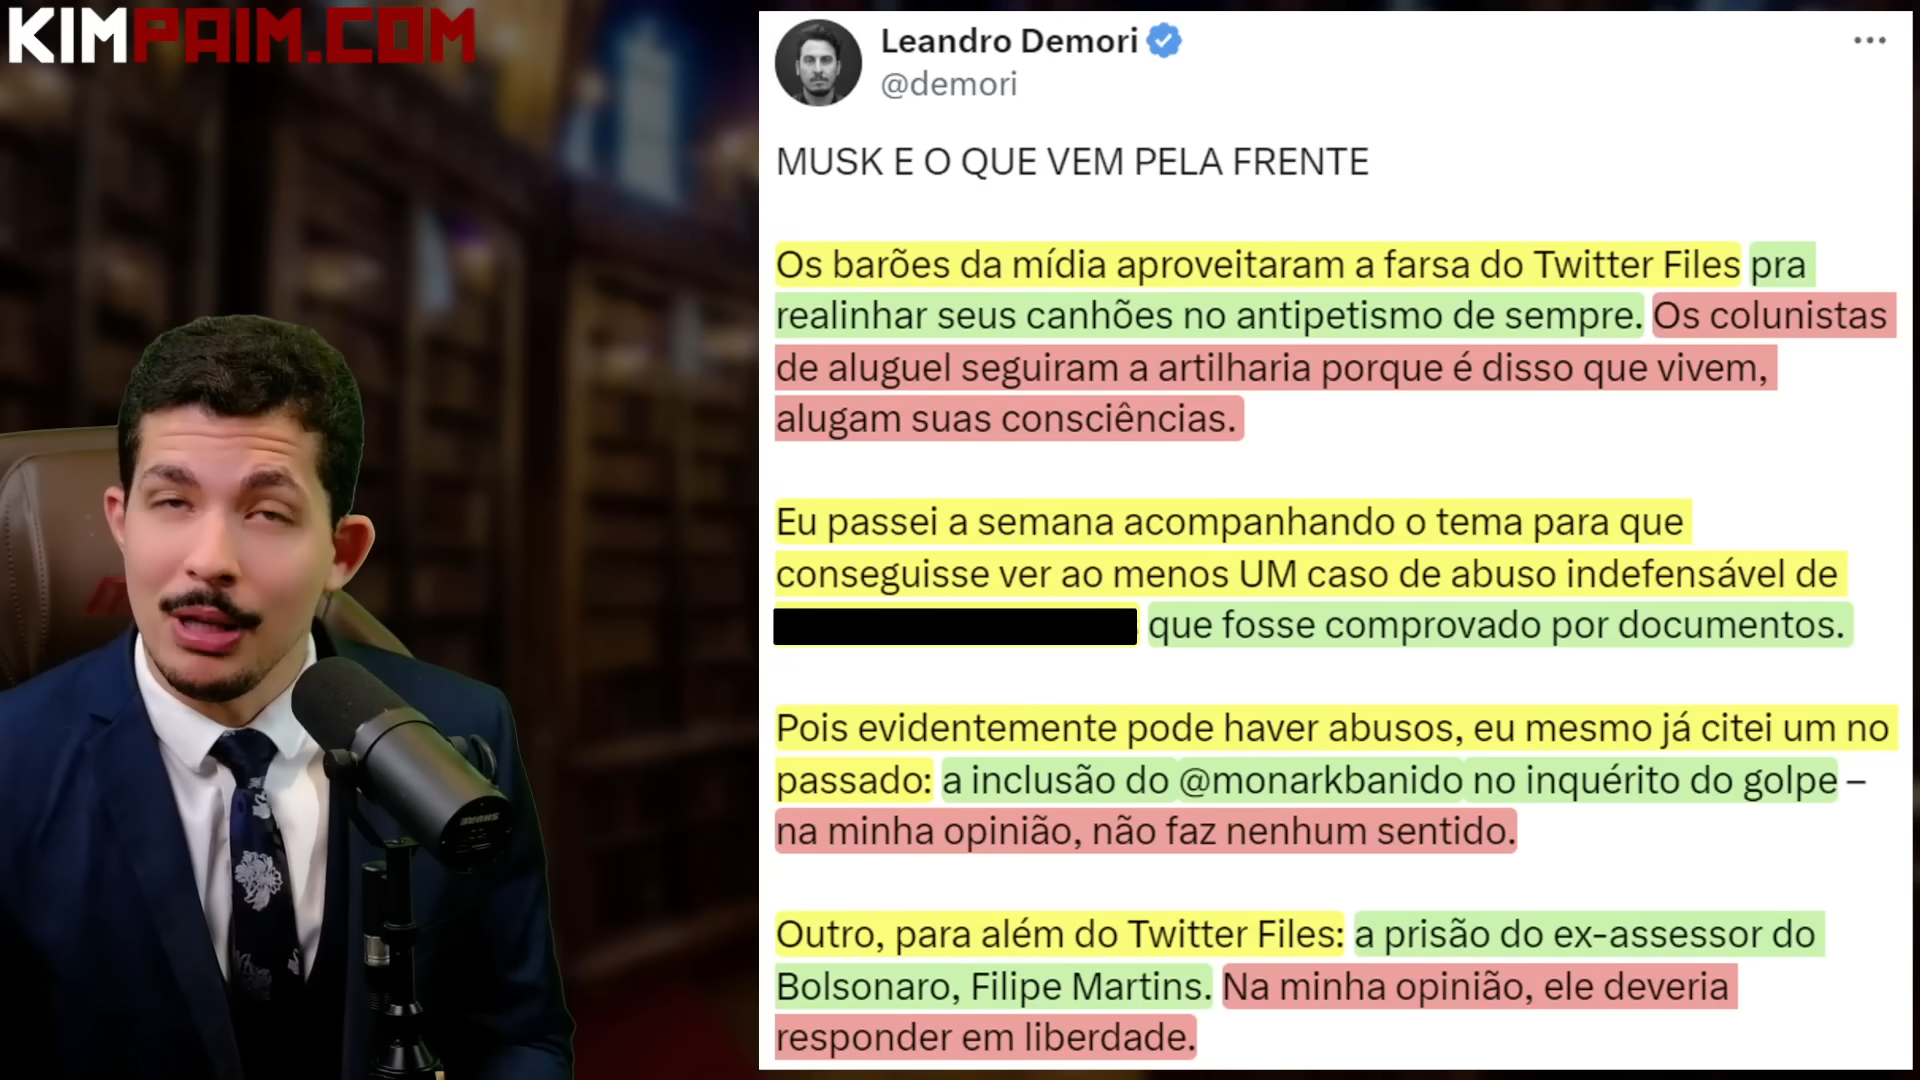 KIMPAIM.COM
Leandro Demori
@demori
MUSK E O QUE VEM PELA FRENTE
Os barões da mídia aproveitaram a farsa do Twitter Files pra
realinhar seus canhões no antipetismo de sempre. Os colunistas
de aluguel seguiram a artilharia porque é disso que vivem,
alugam suas consciências.
Eu passei a semana acompanhando o tema para que
conseguisse ver ao menos UM caso de abuso indefensável de
que fosse comprovado por documentos.
Pois evidentemente pode haver abusos, eu mesmo já citei um no
passado: a inclusão do @monarkbanido no inquérito do golpe –
na minha opinião, não faz nenhum sentido.
Outro, para além do Twitter Files: a prisão do ex-assessor do
Bolsonaro, Filipe Martins. Na minha opinião, ele deveria
responder em liberdade.
SHURE